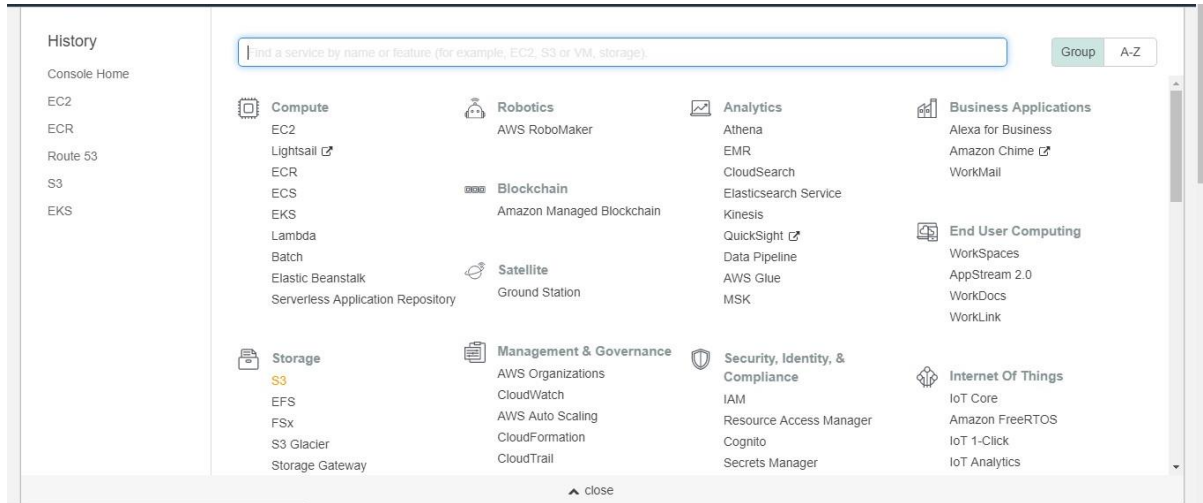 History
Console Home
EC2
ECR
Route 53
S3
EKS
Find a service by name or feature (for example, EC2, S3 or VM, storage).
Group
A-Z
Compute
EC2
Lightsail
ECR
ECS
EKS
Lambda
Batch
Elastic Beanstalk
Serverless Application Repository
Storage
S3
EFS
FSx
S3 Glacier
Storage Gateway
Robotics
AWS RoboMaker
Blockchain
Amazon Managed Blockchain
Satellite
Ground Station
Management & Governance
AWS Organizations
CloudWatch
AWS Auto Scaling
CloudFormation
CloudTrail
Analytics
Athena
EMR
CloudSearch
Elasticsearch Service
Kinesis
QuickSight
Data Pipeline
AWS Glue
MSK
Security, Identity, &
Compliance
IAM
Resource Access Manager
Cognito
Secrets Manager
Business Applications
Alexa for Business
Amazon Chime
WorkMail
End User Computing
WorkSpaces
AppStream 2.0
WorkDocs
WorkLink
Internet Of Things
IoT Core
Amazon FreeRTOS
IoT 1-Click
IoT Analytics
close